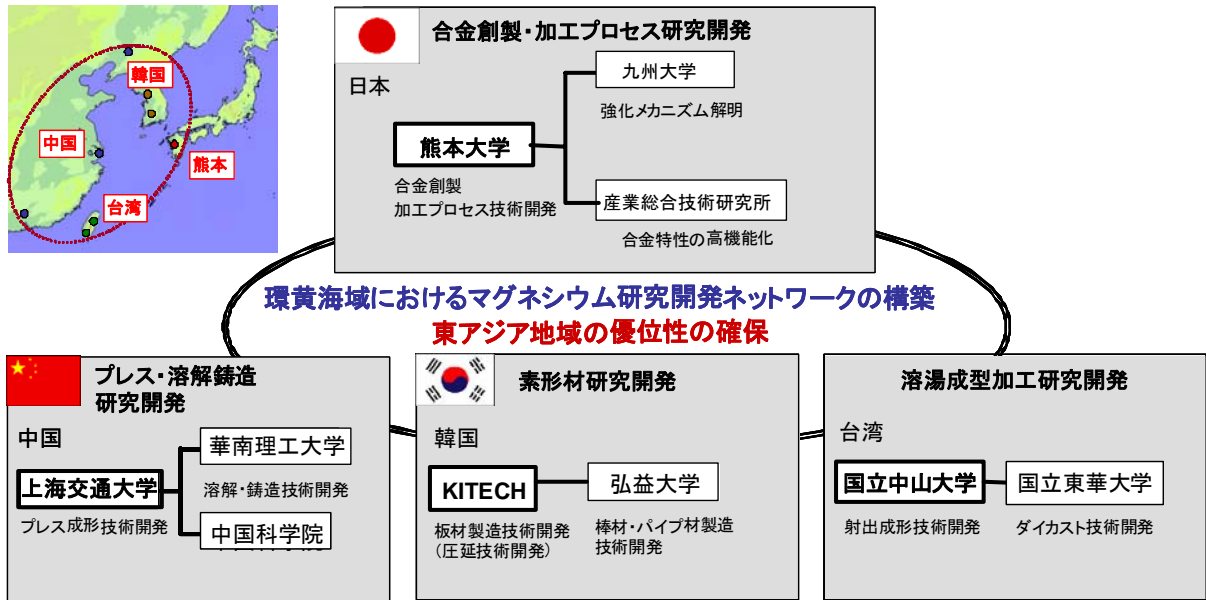 韓国
中国
熊本
台湾
合金創製・加工プロセス研究開発
日本
九州大学
強化メカニズム解明
熊本大学
合金創製
加工プロセス技術開発
産業総合技術研究所
合金特性の高機能化
環黄海域におけるマグネシウム研究開発ネットワークの構築
東アジア地域の優位性の確保
プレス・溶解鋳造
研究開発
中国
華南理工大学
上海交通大学
溶解・鋳造技術開発
プレス成形技術開発
中国科学院
素形材研究開発
韓国
KITECH
弘益大学
板材製造技術開発
(圧延技術開発)
棒材・パイプ材製造
技術開発
溶湯成型加工研究開発
台湾
国立中山大学
国立東華大学
射出成形技術開発
ダイカスト技術開発